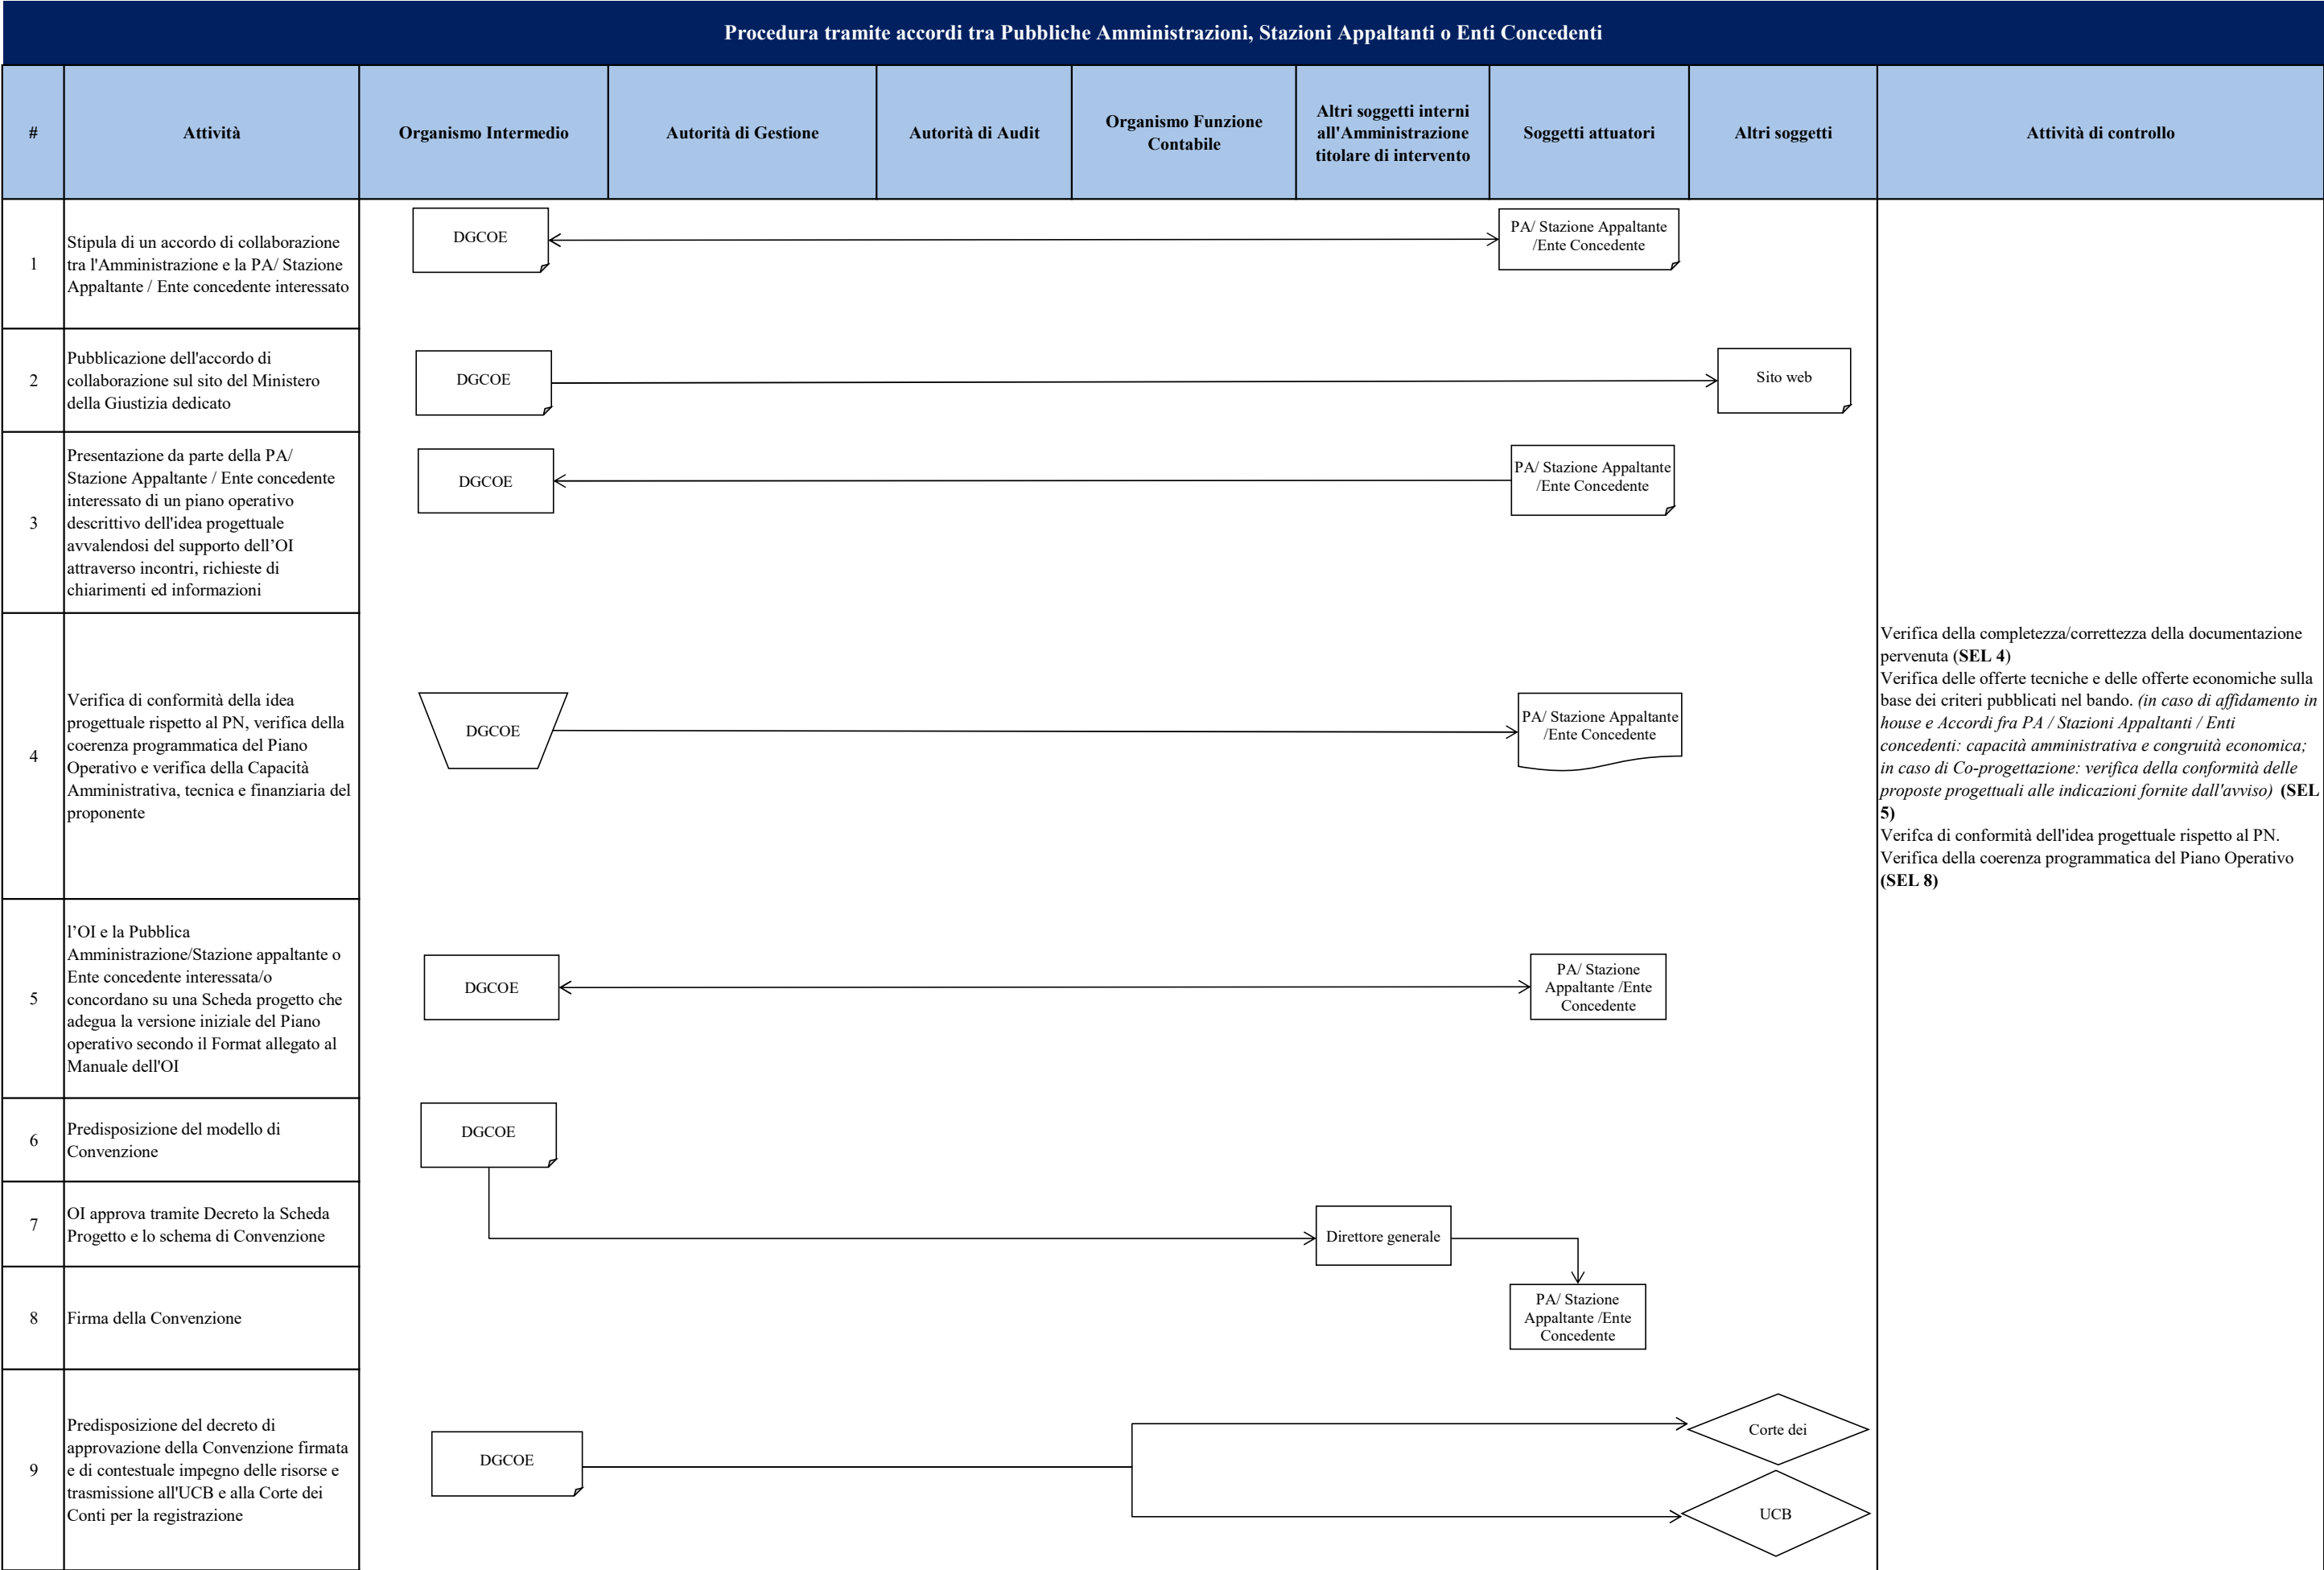 Procedura tramite accordi tra Pubbliche Amministrazioni, Stazioni Appaltanti o Enti Concedenti
#
Attività
Organismo Intermedio
Autorità di Gestione
Autorità di Audit
Organismo Funzione
Contabile
Altri soggetti interni
all'Amministrazione
titolare di intervento
Soggetti attuatori
Altri soggetti
Attività di controllo
1
Stipula di un accordo di collaborazione
tra l'Amministrazione e la PA/ Stazione
Appaltante / Ente concedente interessato
DGCOE
PA/ Stazione Appaltante
/Ente Concedente
2
Pubblicazione dell'accordo di
collaborazione sul sito del Ministero
della Giustizia dedicato
DGCOE
Sito web
3
Presentazione da parte della PA/
Stazione Appaltante / Ente concedente
interessato di un piano operativo
descrittivo dell'idea progettuale
avvalendosi del supporto dell’OI
attraverso incontri, richieste di
chiarimenti ed informazioni
DGCOE
PA/ Stazione Appaltante
/Ente Concedente
4
Verifica di conformità della idea
progettuale rispetto al PN, verifica della
coerenza programmatica del Piano
Operativo e verifica della Capacità
Amministrativa, tecnica e finanziaria del
proponente
DGCOE
PA/ Stazione Appaltante
/Ente Concedente
Verifica della completezza/correttezza della documentazione
pervenuta (SEL 4)
Verifica delle offerte tecniche e delle offerte economiche sulla
base dei criteri pubblicati nel bando. (in caso di affidamento in
house e Accordi fra PA / Stazioni Appaltanti / Enti
concedenti: capacità amministrativa e congruità economica;
in caso di Co-progettazione: verifica della conformità delle
proposte progettuali alle indicazioni fornite dall'avviso) (SEL
5)
Verifca di conformità dell'idea progettuale rispetto al PN.
Verifica della coerenza programmatica del Piano Operativo
(SEL 8)
5
l’OI e la Pubblica
Amministrazione/Stazione appaltante o
Ente concedente interessata/o
concordano su una Scheda progetto che
adegua la versione iniziale del Piano
operativo secondo il Format allegato al
Manuale dell'OI
DGCOE
PA/ Stazione
Appaltante /Ente
Concedente
6
Predisposizione del modello di
Convenzione
DGCOE
7
OI approva tramite Decreto la Scheda
Progetto e lo schema di Convenzione
Direttore generale
8
Firma della Convenzione
PA/ Stazione
Appaltante /Ente
Concedente
9
Predisposizione del decreto di
approvazione della Convenzione firmata
e di contestuale impegno delle risorse e
trasmissione all'UCB e alla Corte dei
Conti per la registrazione
DGCOE
Corte dei
UCB